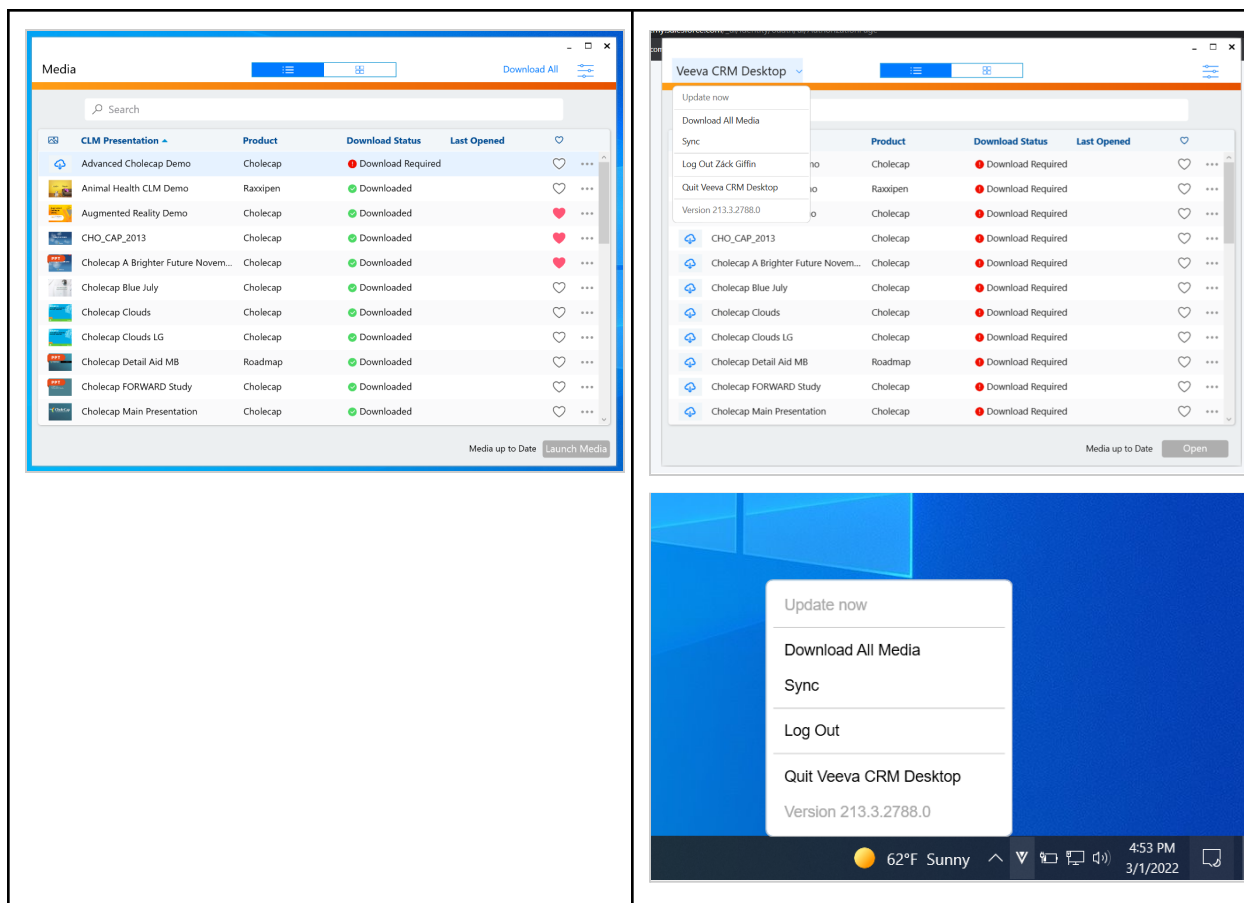 Media
Download All
Search
CLM Presentation Product Download Status Last Opened
Advanced Cholecap Demo Cholecap Download Required
Animal Health CLM Demo Raxxipen Downloaded
Augmented Reality Demo Cholecap Downloaded
CHO_CAP_2013 Cholecap Downloaded
PPT Cholecap A Brighter Future Novem... Cholecap Downloaded
Cholecap Blue July Cholecap Downloaded
Cholecap Clouds Cholecap Downloaded
Cholecap Clouds LG Cholecap Downloaded
PPT Cholecap Detail Aid MB Roadmap Downloaded
PPT Cholecap FORWARD Study Cholecap Downloaded
Cholecap Main Presentation Cholecap Downloaded
Media up to Date Launch Media
Veeva CRM Desktop
Update now
Download All Media
Sync
Log Out Zäck Giffin
Quit Veeva CRM Desktop
Version 213.3.2788.0
Product Download Status Last Opened
no Cholecap Download Required
no Raxxipen Download Required
o Cholecap Download Required
CHO_CAP_2013 Cholecap Download Required
Cholecap A Brighter Future Novem... Cholecap Download Required
Cholecap Blue July Cholecap Download Required
Cholecap Clouds Cholecap Download Required
Cholecap Clouds LG Cholecap Download Required
Cholecap Detail Aid MB Roadmap Download Required
Cholecap FORWARD Study Cholecap Download Required
Cholecap Main Presentation Cholecap Download Required
Media up to Date Open
Update now
Download All Media
Sync
Log Out
Quit Veeva CRM Desktop
Version 213.3.2788.0
62°F Sunny
4:53 PM
3/1/2022